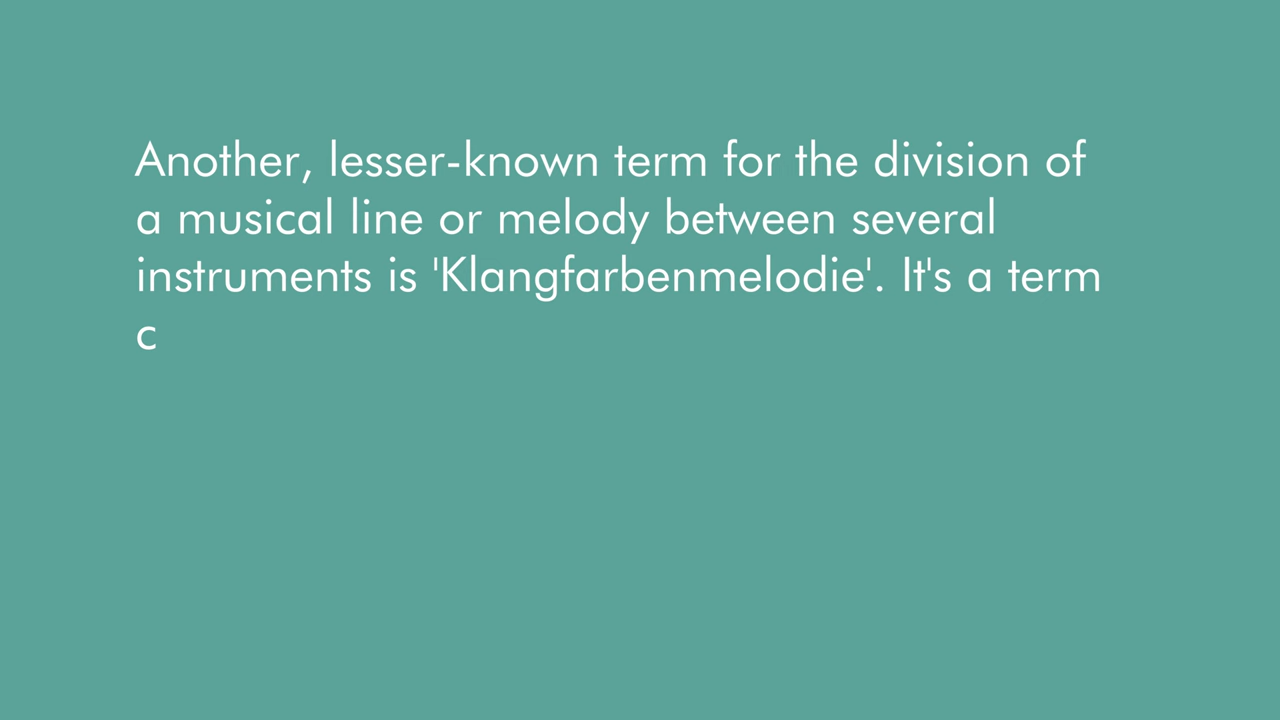 Another, lesser-known term for the division of
a musical line or melody between several
instruments is 'Klangfarbenmelodie'. It's a term
c